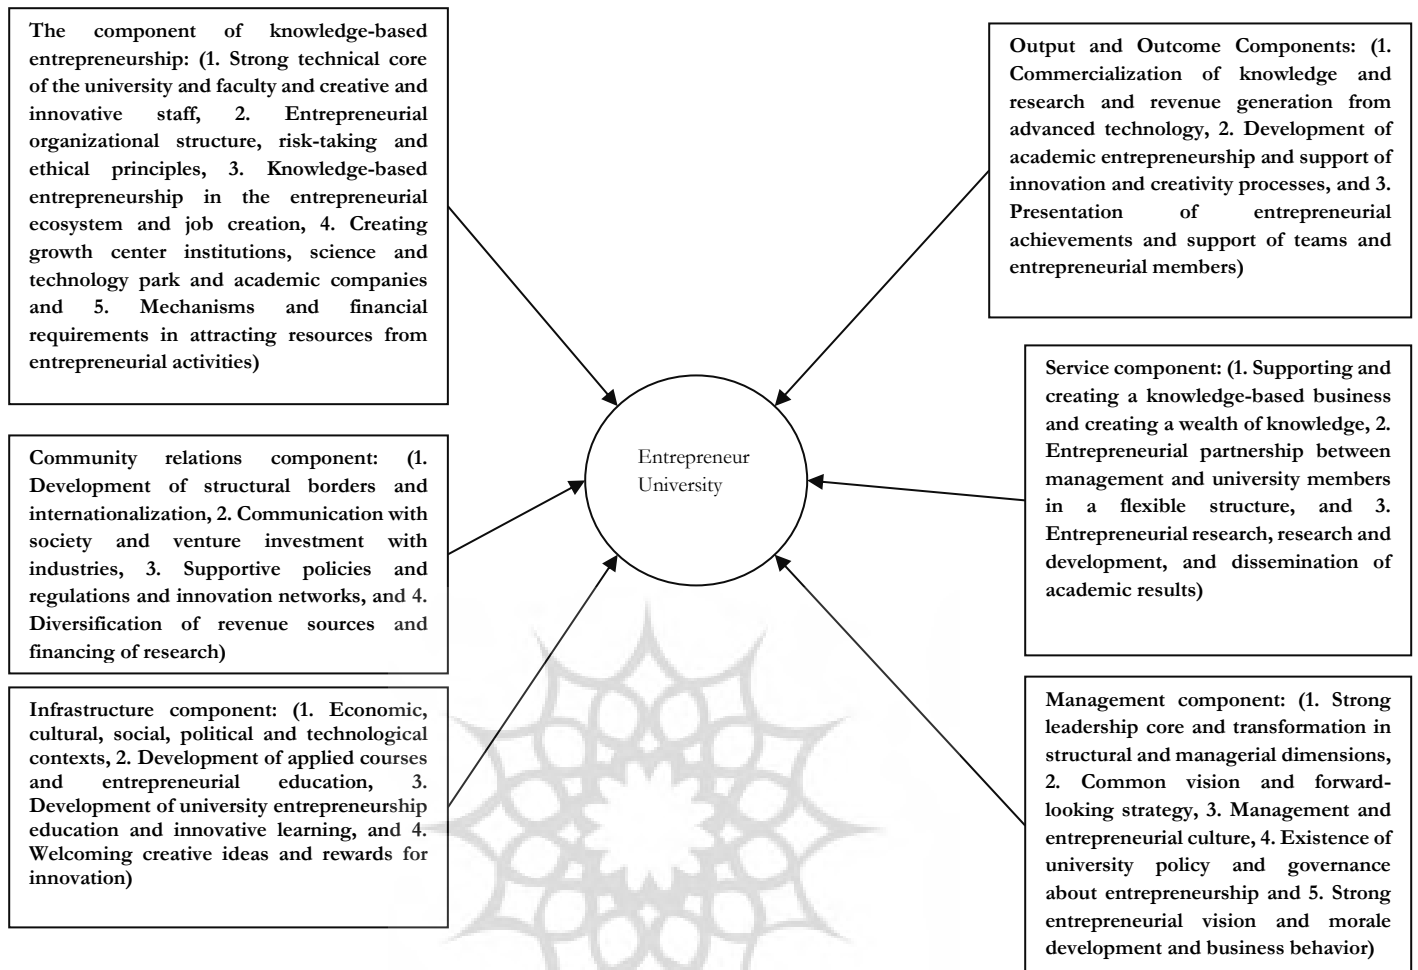 The component of knowledge-based
entrepreneurship: (1. Strong technical core
of the university and faculty and creative and
innovative staff, 2. Entrepreneurial
organizational structure, risk-taking and
ethical principles, 3. Knowledge-based
entrepreneurship in the entrepreneurial
ecosystem and job creation, 4. Creating
growth center institutions, science and
technology park and academic companies
and 5. Mechanisms and financial
requirements in attracting resources from
entrepreneurial activities)
Community relations component: (1.
Development of structural borders and
internationalization, 2. Communication with
society and venture investment with
industries, 3. Supportive policies and
regulations and innovation networks, and 4.
Diversification of revenue sources and
financing of research)
Infrastructure component: (1. Economic,
cultural, social, political and technological
contexts, 2. Development of applied courses
and entrepreneurial education, 3.
Development of university entrepreneurship
education and innovative learning, and 4.
Welcoming creative ideas and rewards for
innovation)
Entrepreneur
University
Output and Outcome Components: (1.
Commercialization of knowledge and
research and revenue generation from
advanced technology, 2. Development of
academic entrepreneurship and support of
innovation and creativity processes, and 3.
Presentation of entrepreneurial
achievements and support of teams and
entrepreneurial members)
Service component: (1. Supporting and
creating a knowledge-based business
and creating a wealth of knowledge, 2.
Entrepreneurial partnership between
management and university members
in a flexible structure, and 3.
Entrepreneurial research, research and
development, and dissemination of
academic results)
Management component: (1. Strong
leadership core and transformation in
structural and managerial dimensions,
2. Common vision and forward-
looking strategy, 3. Management and
entrepreneurial culture, 4. Existence of
university policy and governance
about entrepreneurship and 5. Strong
entrepreneurial vision and morale
development and business behavior)